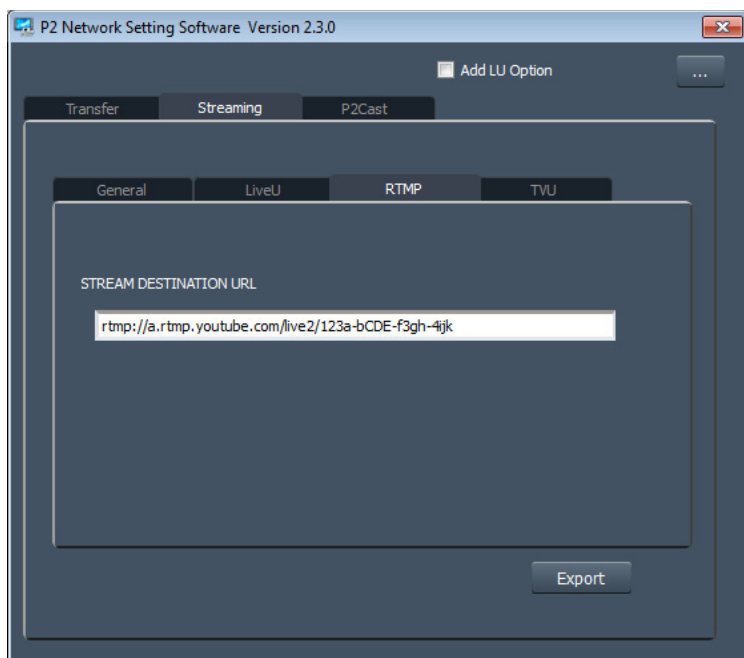 P2 Network Setting Software Version 2.3.0
Add LU Option
...
Transfer Streaming P2Cast
General LiveU RTMP TVU
STREAM DESTINATION URL
rtmp://a.rtmp.youtube.com/live2/123a-bCDE-f3gh-4ijk
Export